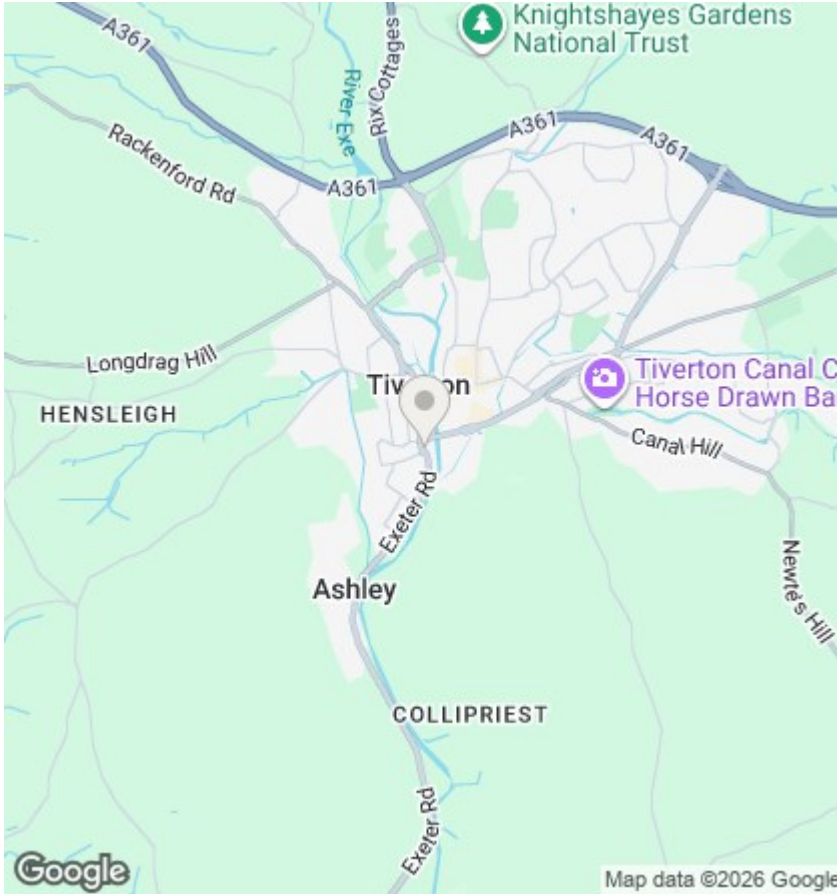 Knightshayes Gardens
National Trust
A361
Rix Cottages
River Exe
A361
A361
Rackenford Rd
A361
Longdrag Hill
Tiverton
Tiverton Canal C
Horse Drawn Ba
HENSLEIGH
Canal Hill
Exeter Rd
Newte's Hill
Ashley
COLLIPRIEST
Exeter Rd
Google
Map data ©2026 Google